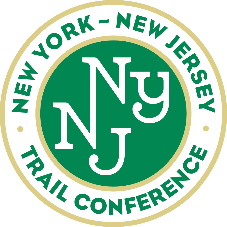 NEW YORK – NEW JERSEY
Ny
NJ
TRAIL CONFERENCE